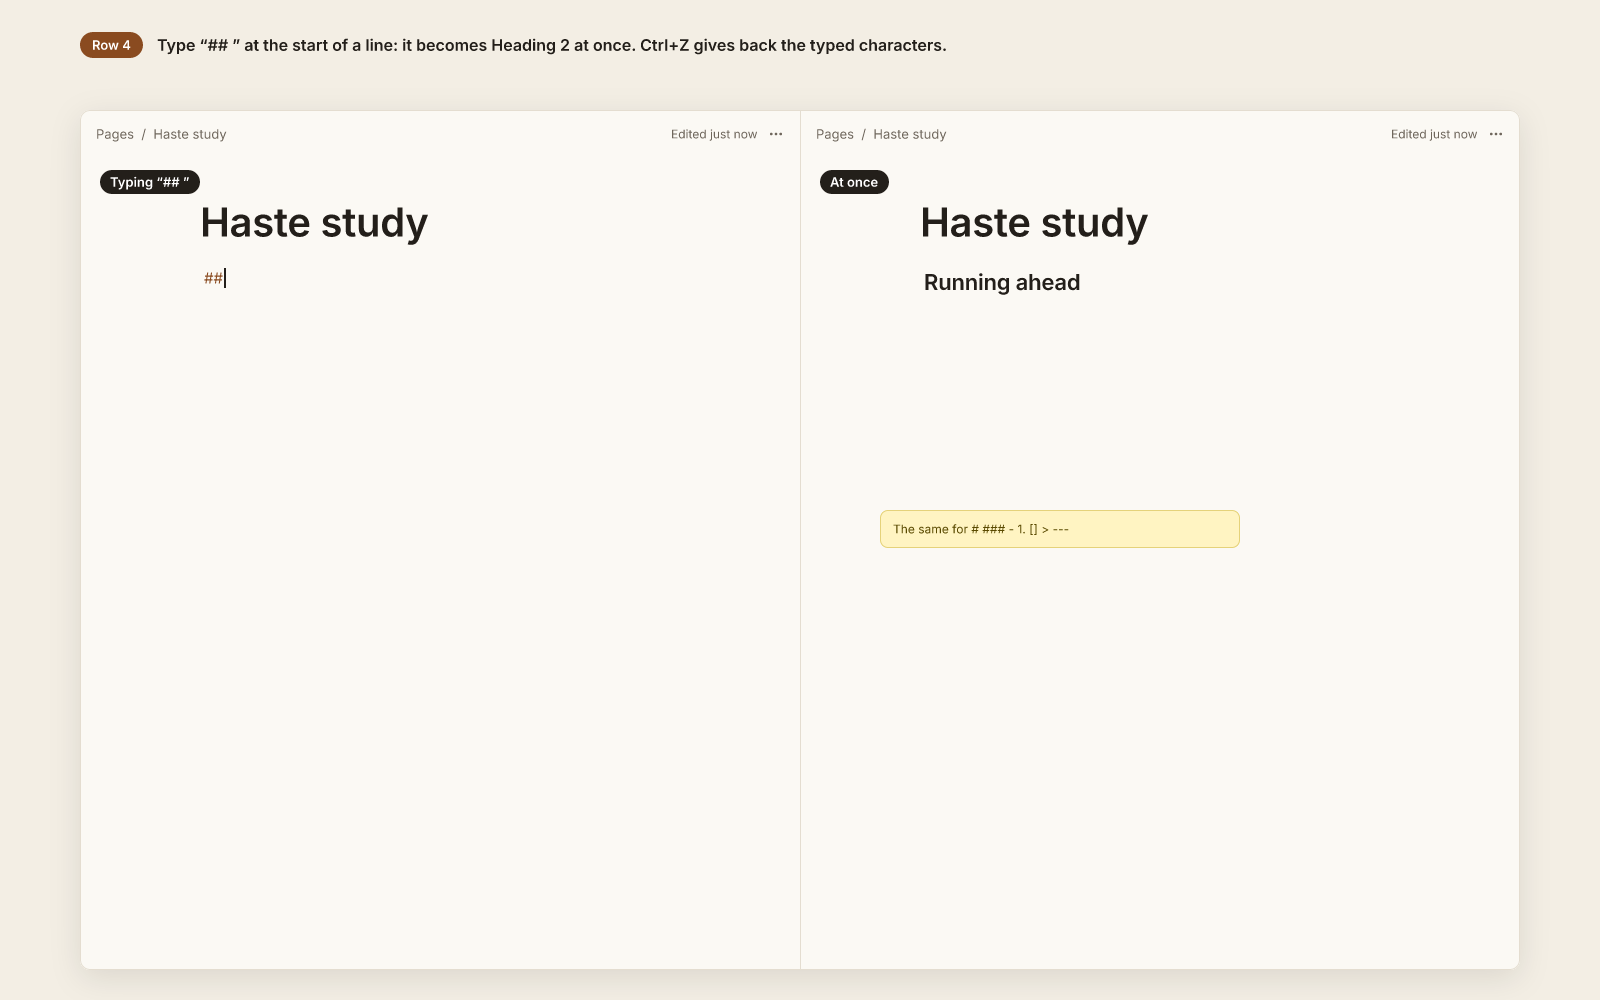 Row 4
Type “## ” at the start of a line: it becomes Heading 2 at once. Ctrl+Z gives back the typed characters.
Pages / Haste study
Edited just now
Typing “## ”
Haste study
##
Pages / Haste study
Edited just now
At once
Haste study
Running ahead
The same for # ### - 1. [] > ---